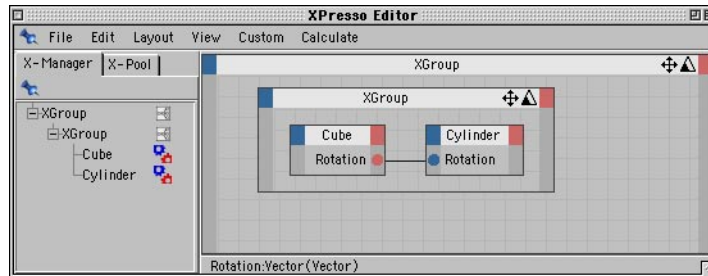 XPresso Editor
File Edit Layout View Custom Calculate
X-Manager X-Pool
XGroup
XGroup
Cube
Cylinder
XGroup
XGroup
Cube
Rotation
Cylinder
Rotation
Rotation:Vector(Vector)